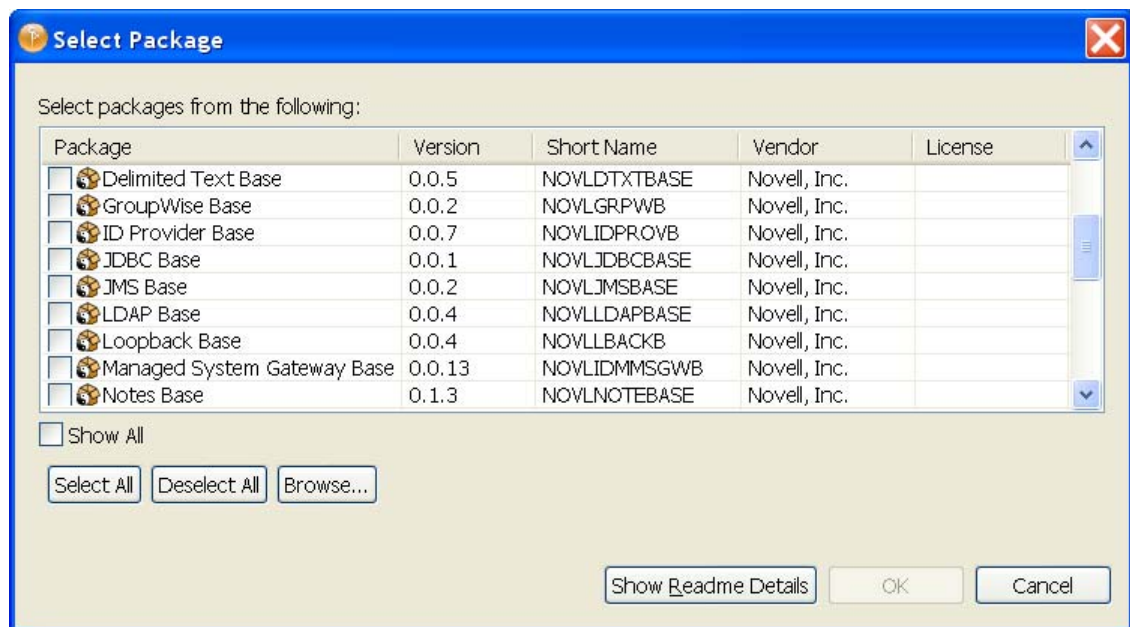 Select Package
Select packages from the following:
Package Version Short Name Vendor License
Delimited Text Base 0.0.5 NOVLDTXTBASE Novell, Inc.
GroupWise Base 0.0.2 NOVLGRPWB Novell, Inc.
ID Provider Base 0.0.7 NOVLIDPROVB Novell, Inc.
JDBC Base 0.0.1 NOVLJDBCBASE Novell, Inc.
JMS Base 0.0.2 NOVLJMSBASE Novell, Inc.
LDAP Base 0.0.4 NOVLLDAPBASE Novell, Inc.
Loopback Base 0.0.4 NOVLLBACKB Novell, Inc.
Managed System Gateway Base 0.0.13 NOVLIDMMSGWB Novell, Inc.
Notes Base 0.1.3 NOVLNOTEBASE Novell, Inc.
Show All
Select All Deselect All Browse...
Show Readme Details OK Cancel